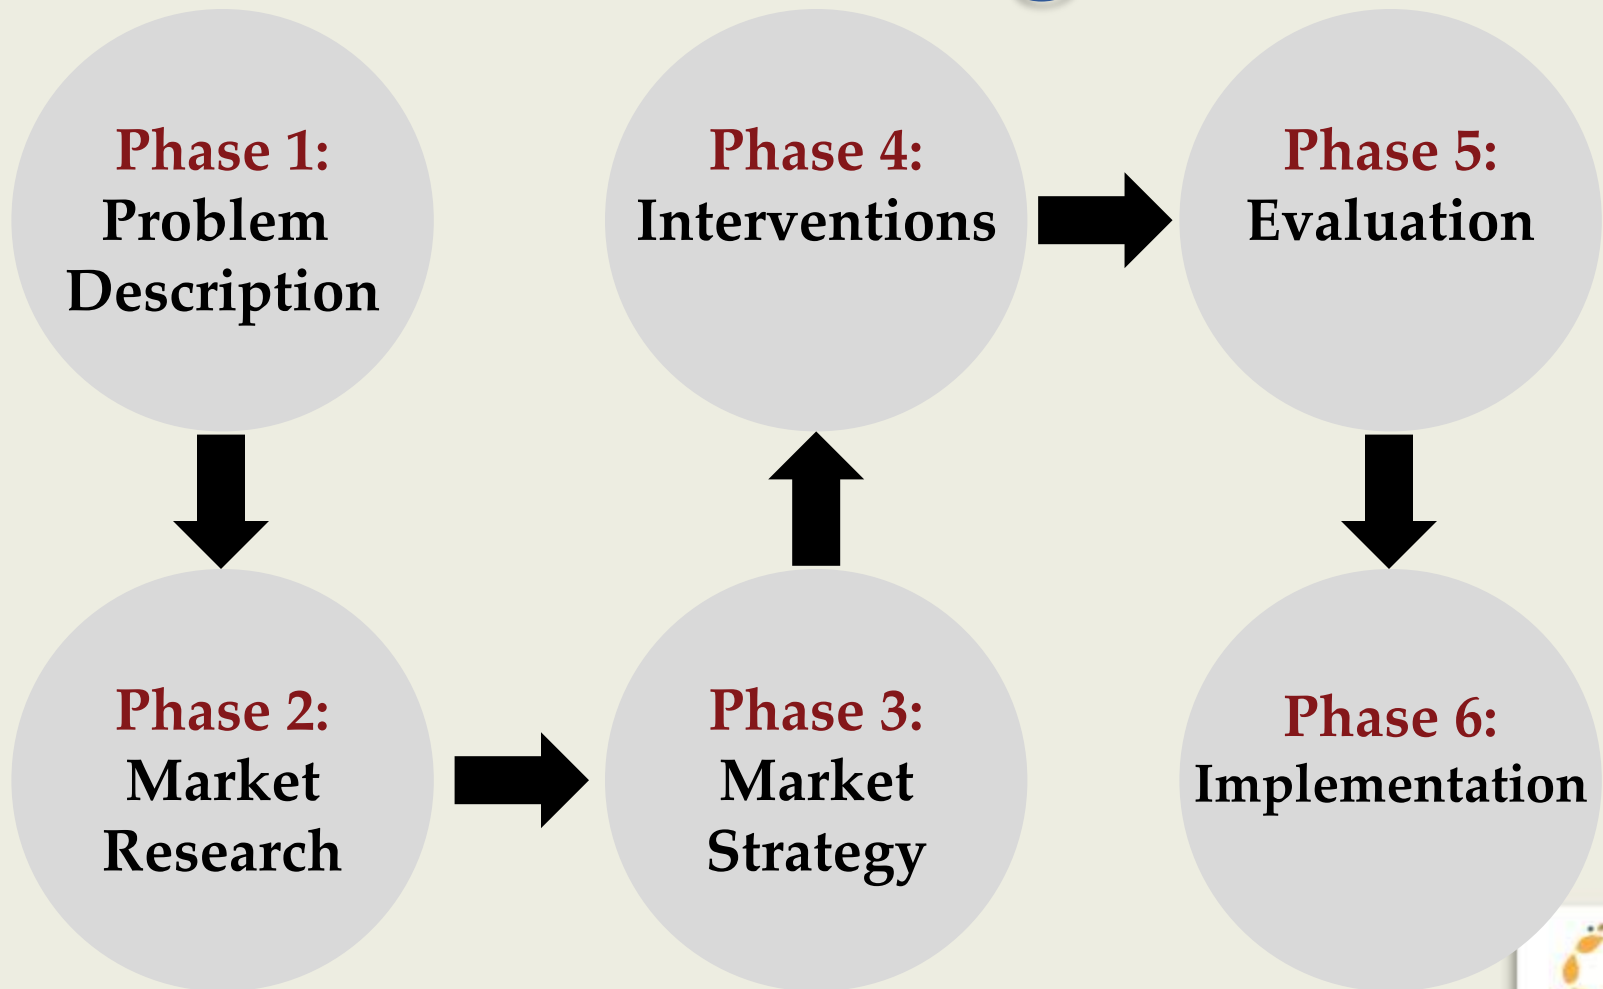 Phase 1:
Problem
Description
Phase 2:
Market
Research
Phase 3:
Market
Strategy
Phase 4:
Interventions
Phase 5:
Evaluation
Phase 6:
Implementation